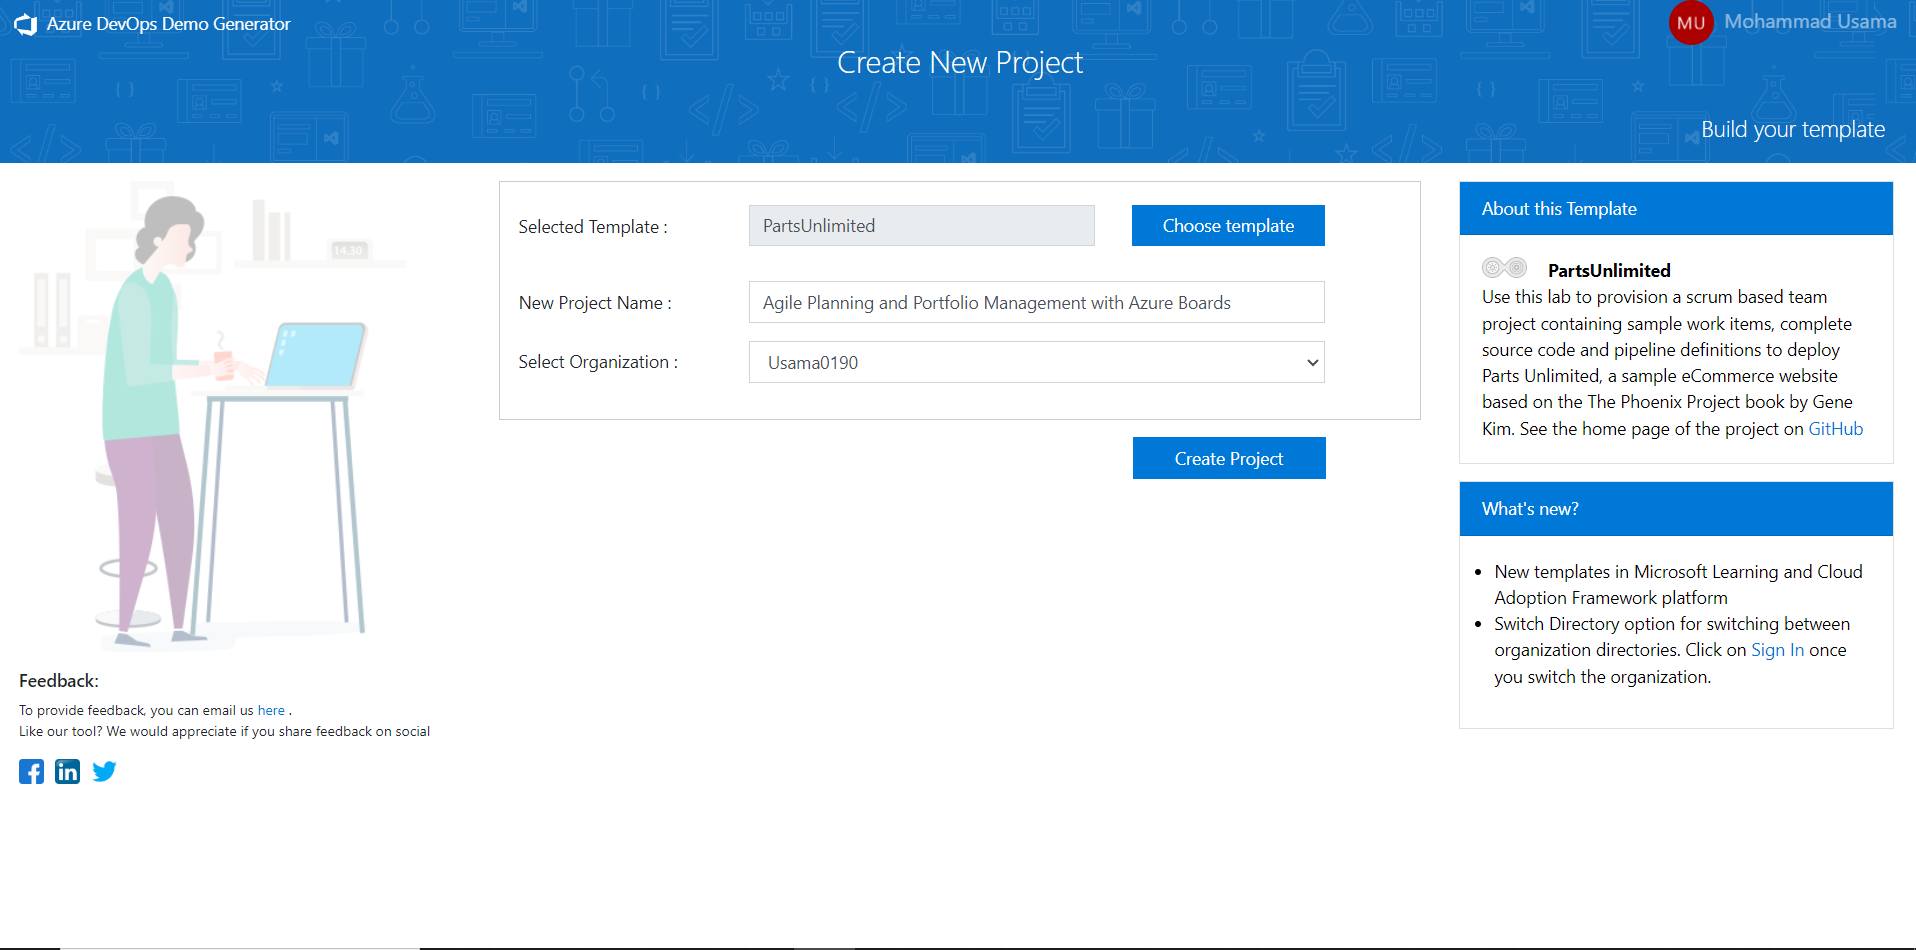 Azure DevOps Demo Generator
MU
Mohammad Usama
Create New Project
Build your template
14.30
Selected Template :
PartsUnlimited
Choose template
New Project Name :
Agile Planning and Portfolio Management with Azure Boards
Select Organization :
Usama0190
Create Project
About this Template
PartsUnlimited
Use this lab to provision a scrum based team
project containing sample work items, complete
source code and pipeline definitions to deploy
Parts Unlimited, a sample eCommerce website
based on the The Phoenix Project book by Gene
Kim. See the home page of the project on GitHub
What's new?
New templates in Microsoft Learning and Cloud
Adoption Framework platform
Switch Directory option for switching between
organization directories. Click on Sign In once
you switch the organization.
Feedback:
To provide feedback, you can email us here .
Like our tool? We would appreciate if you share feedback on social